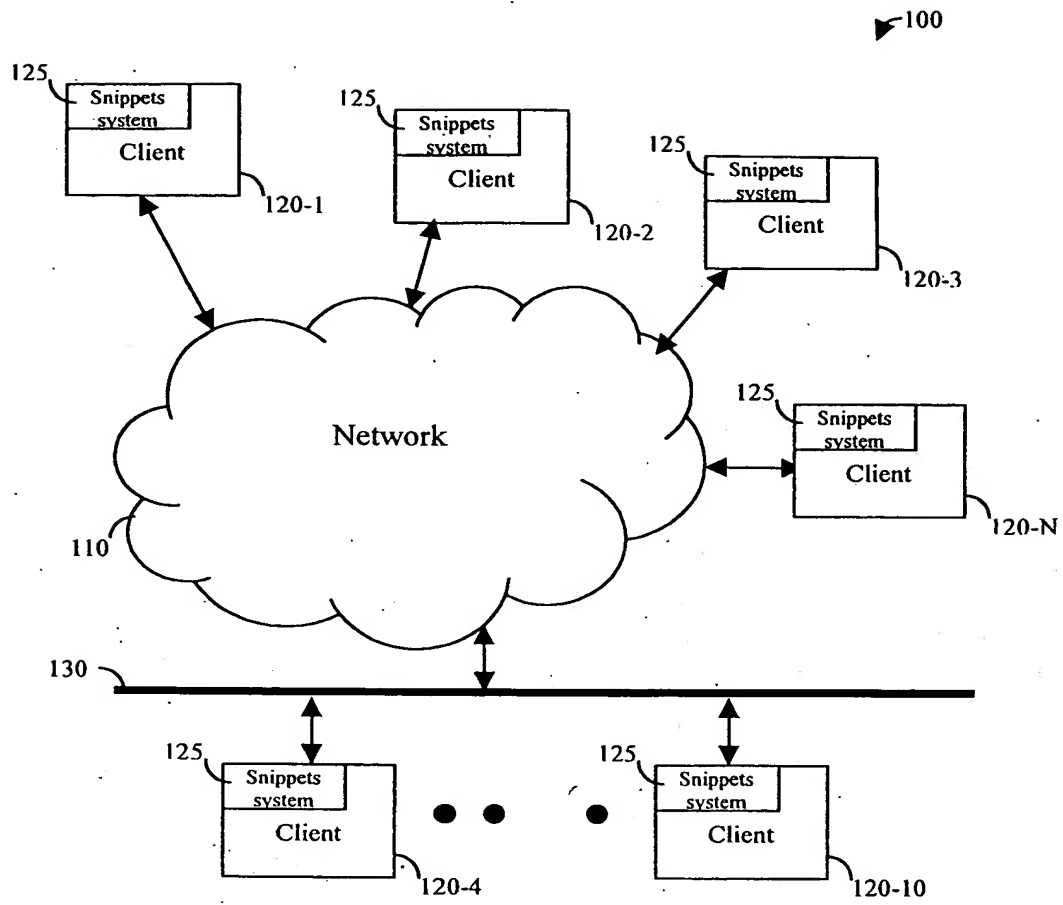 100
125
Snippets
system
Client
120-1
125
Snippets
system
Client
120-2
125
Snippets
system
Client
120-3
Network
125
Snippets
system
Client
120-N
110
130
125
Snippets
system
Client
120-4
125
Snippets
system
Client
120-10